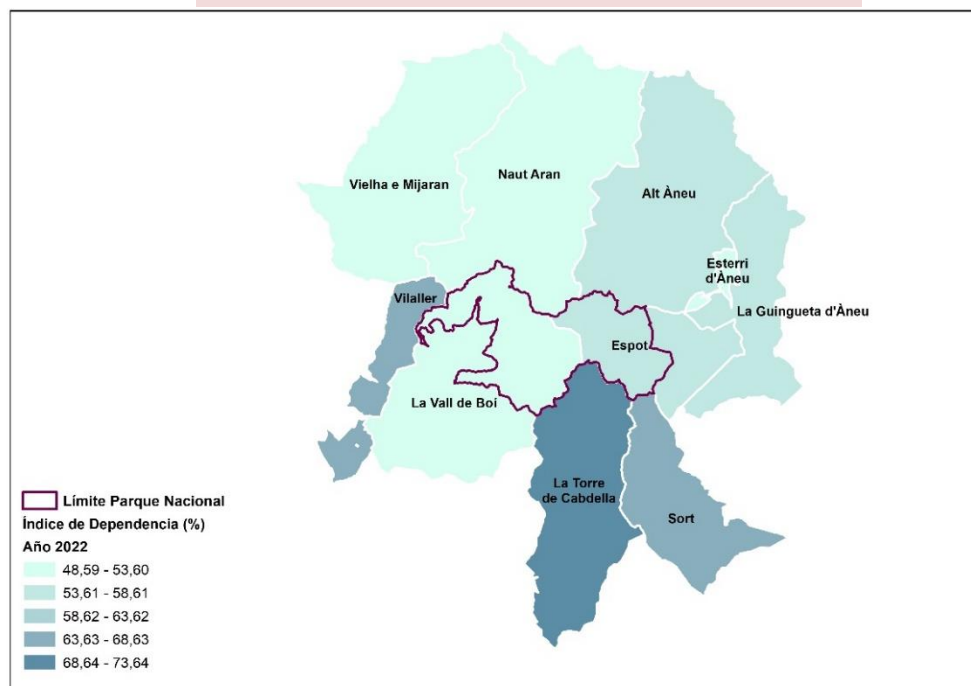 Vielha e Mijaran
Naut Aran
Alt Àneu
Esterri
d'Àneu
La Guingueta d'Àneu
Vilaller
Espot
La Vall de Boí
La Torre
de Cabdella
Sort
Límite Parque Nacional
Índice de Dependencia (%)
Año 2022
48,59 - 53,60
53,61 - 58,61
58,62 - 63,62
63,63 - 68,63
68,64 - 73,64